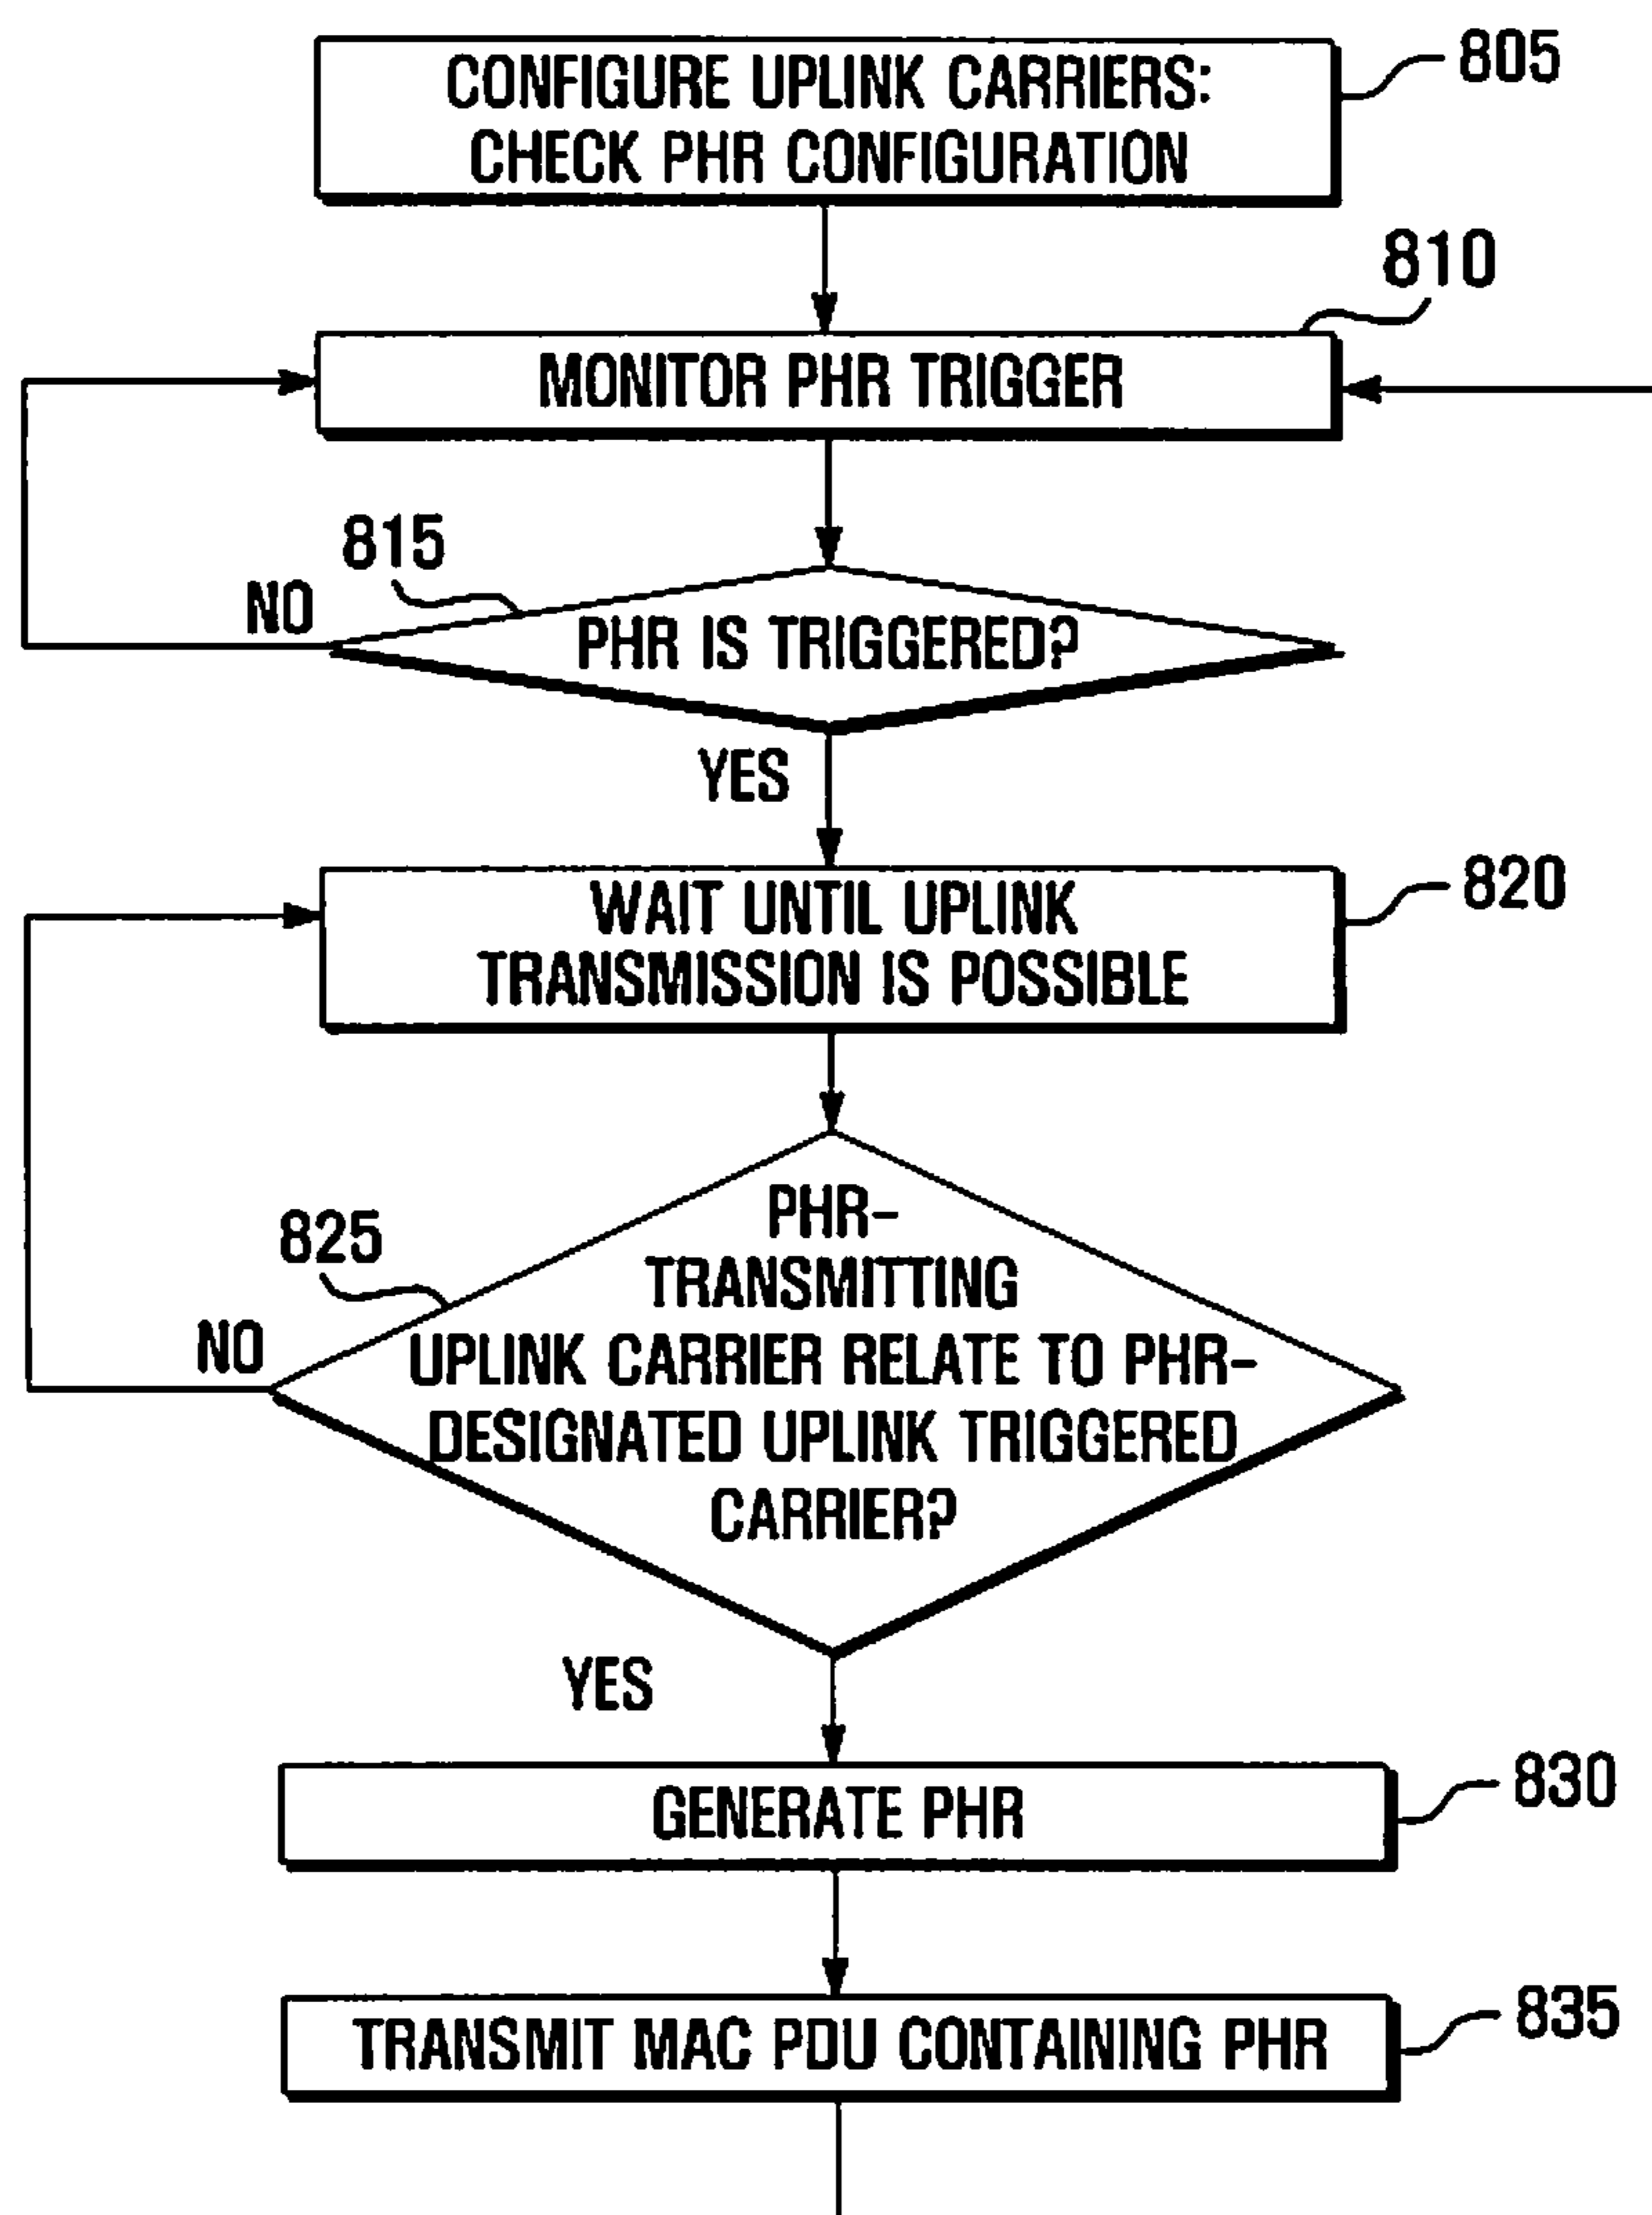 CONFIGURE UPLINK CARRIERS:
CHECK PHR CONFIGURATION
805
810
MONITOR PHR TRIGGER
815
NO
PHR IS TRIGGERED?
YES
WAIT UNTIL UPLINK
TRANSMISSION IS POSSIBLE
820
PHR-
TRANSMITTING
UPLINK CARRIER RELATE TO PHR-
DESIGNATED UPLINK TRIGGERED
CARRIER?
825
NO
YES
GENERATE PHR
830
TRANSMIT MAC PDU CONTAINING PHR
835